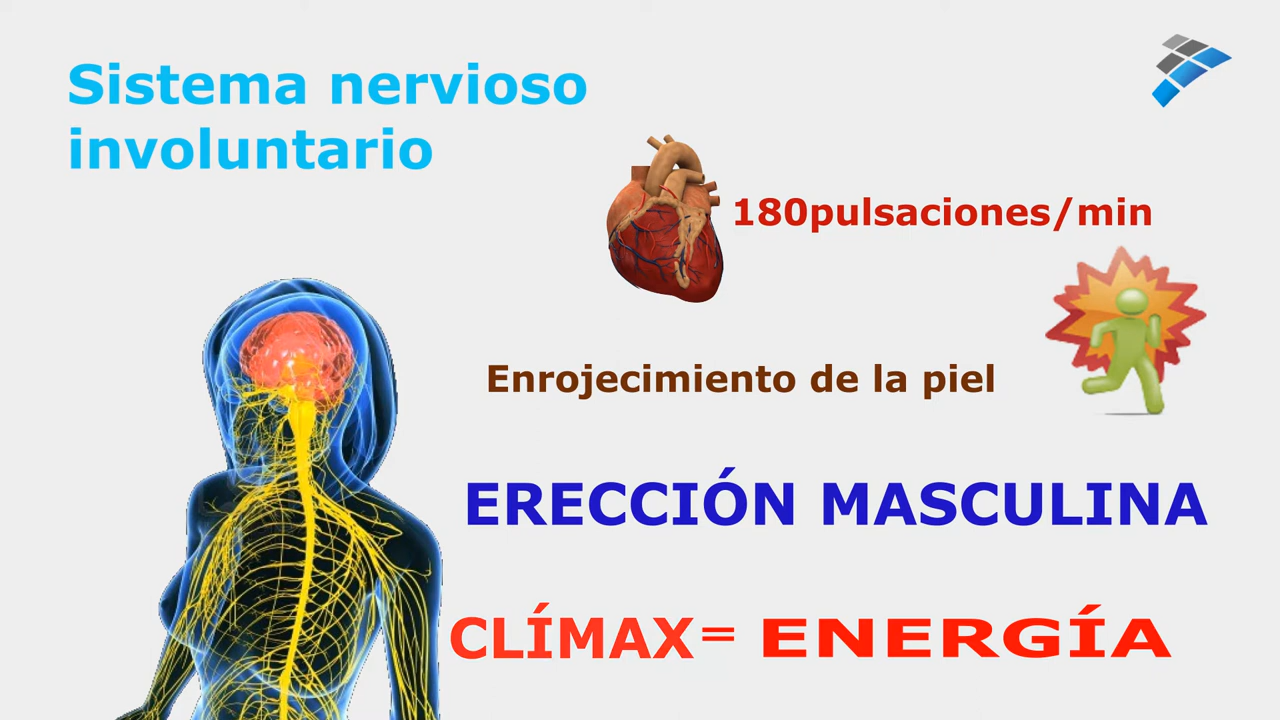 Sistema nervioso
involuntario
180pulsaciones/min
Enrojecimiento de la piel
ERECCIÓN MASCULINA
CLÍMAX= ENERGÍA